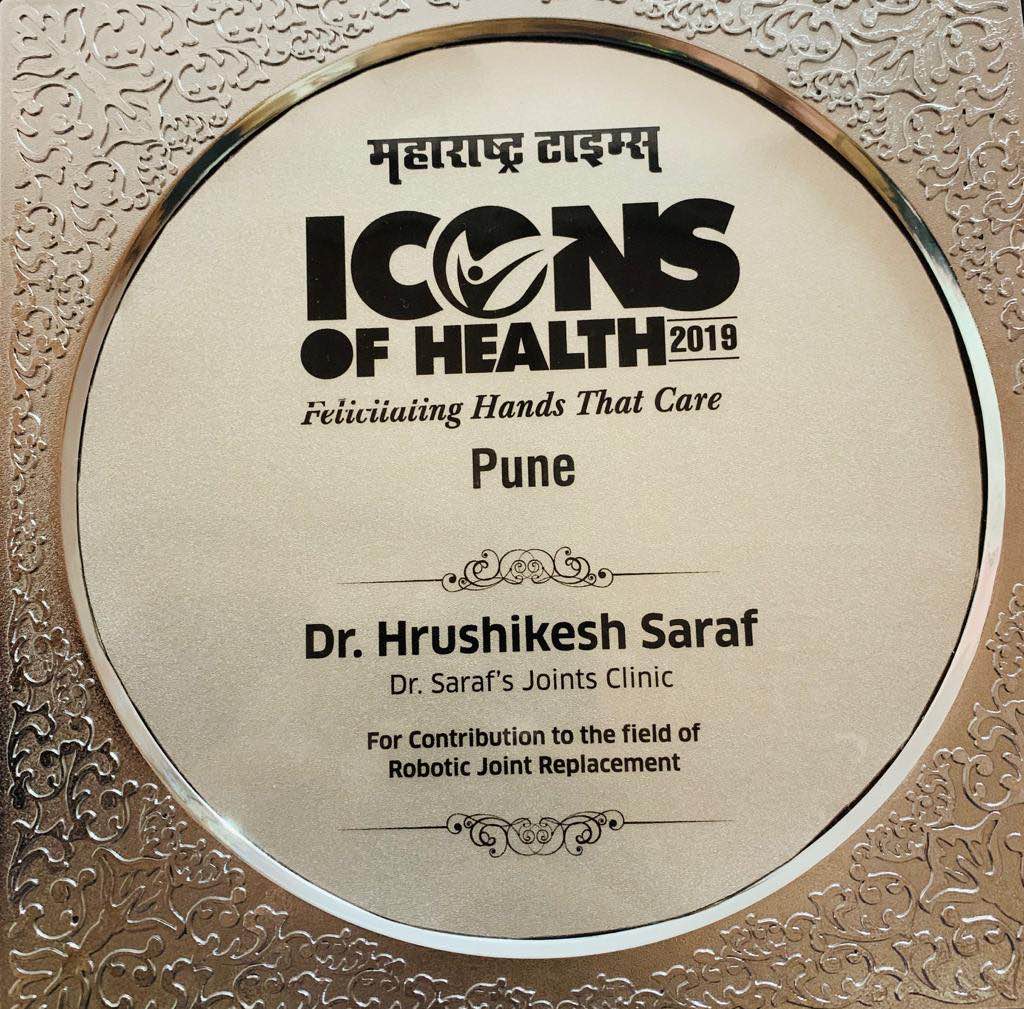 महाराष्ट्र टाइम्स
ICONS
OF HEALTH 2019
Felicitating Hands That Care
Pune
Dr. Hrushikesh Saraf
Dr. Saraf's Joints Clinic
For Contribution to the field of
Robotic Joint Replacement